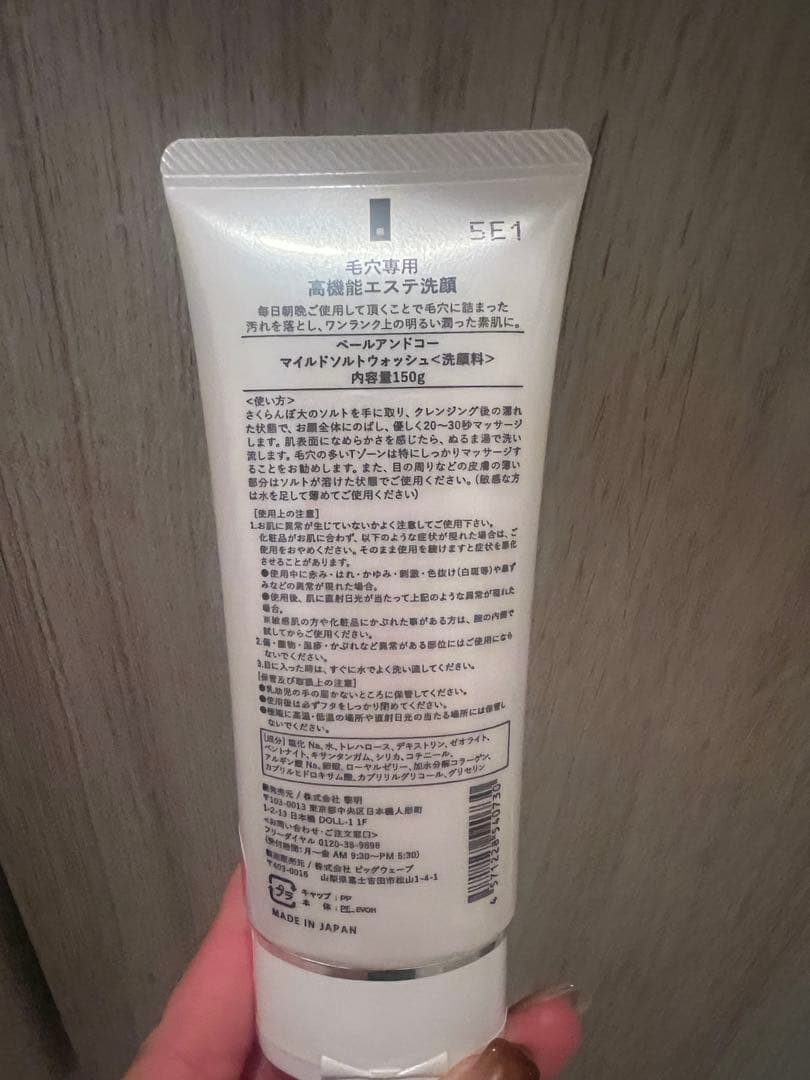 5E1
毛穴専用
高機能エステ洗顔
毎日朝晩ご使用して頂くことで毛穴に詰まった
汚れを落とし、ワンランク上の明るい潤った素肌に。
ベールアンドコー
マイルドソルトウォッシュ<洗顔料>
内容量150g
<使い方>
さくらんぼ大のソルトを手に取り、クレンジング後の濡れ
た状態で、お顔全体にのばし、優しく20〜30秒マッサージ
します。肌表面になめらかさを感じたら、ぬるま湯で洗い
流します。毛穴の多いTゾーンは特にしっかりマッサージす
ることをお勧めします。また、目の周りなどの皮膚の薄い
部分はソルトが溶けた状態でご使用ください。(敏感な方
は水を足して薄めてご使用ください)
[使用上の注意]
1.お肌に異常が生じていないかよく注意してご使用下さい。
化粧品がお肌に合わず、以下のような症状が現れた場合は、ご
使用をおやめください。そのまま使用を続けますと症状を悪化
させることがあります。
●使用中に赤み・はれ・かゆみ・刺激・色抜け(白斑等)や黒ず
みなどの異常が現れた場合。
●使用後、肌に直射日光が当たって上記のような異常が現れた
場合。
※敏感肌の方や化粧品にかぶれた事がある方は、腕の内側で
試してからご使用ください。
2.傷・腫物・湿疹・かぶれなど異常がある部位にはご使用になら
ないでください。
3.目に入った時は、すぐに水でよく洗い流してください。
[保管及び取扱上の注意]
●乳幼児の手の届かないところに保管してください。
●使用後は必ずフタをしっかり閉めてください。
●極端に高温・低温の場所や直射日光の当たる場所には保管し
ないでください。
[成分] 塩化 Na、水、トレハロース、デキストリン、ゼオライト、
ベントナイト、キサンタンガム、シリカ、コチニール、
アルギン酸 Na、銅酸、ローヤルゼリー、加水分解コラーゲン、
カプリルヒドロキサム酸、カプリリルグリコール、グリセリン
発売元 / 株式会社 黎明
〒103-0013 東京都中央区日本橋人形町
1-2-13 日本橋 DOLL-1 1F
<お問い合わせ・ご注文窓口>
フリーダイヤル 0120-38-9898
(受付時間:月〜金 AM 9:30〜PM 5:30)
製造販売元 / 株式会社 ビッグウェーブ
〒403-0016 山梨県富士吉田市松山1-4-1
プラ
キャップ:PP
本 体:PE、EVOH
MADE IN JAPAN
4571228540730